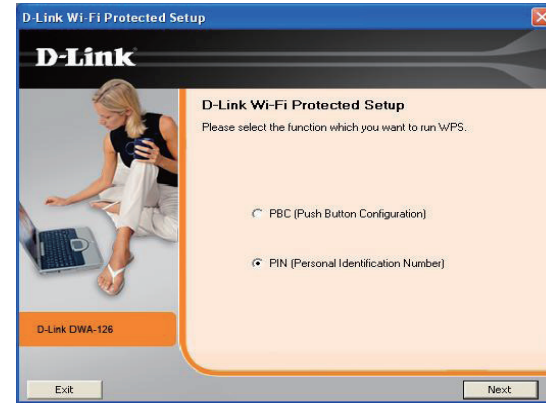 D-Link Wi-Fi Protected Setup
D-Link
D-Link Wi-Fi Protected Setup
Please select the function which you want to run WPS.
PBC (Push Button Configuration)
PIN (Personal Identification Number)
D-Link DWA-126
Exit
Next